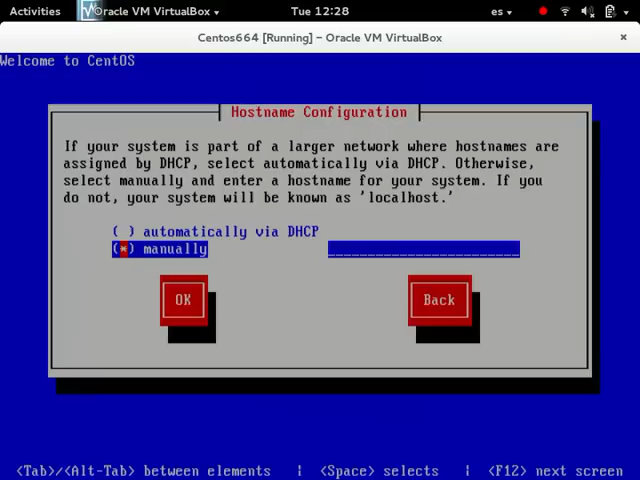 Activities Oracle VM VirtualBox Tue 12:28 es
Centos664 [Running] – Oracle VM VirtualBox ×
Welcome to CentOS
Hostname Configuration
If your system is part of a larger network where hostnames are
assigned by DHCP, select automatically via DHCP. Otherwise,
select manually and enter a hostname for your system. If you
do not, your system will be known as 'localhost.'
( ) automatically via DHCP
(*) manually ________________________
OK Back
<Tab>/<Alt-Tab> between elements | <Space> selects | <F12> next screen